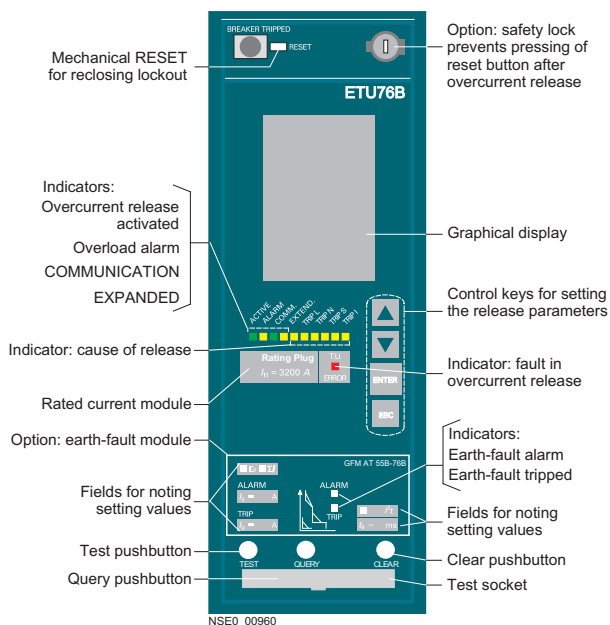 BREAKER TRIPPED
RESET
Mechanical RESET
for reclosing lockout
Option: safety lock
prevents pressing of
reset button after
overcurrent release
ETU76B
Indicators:
Overcurrent release
activated
Overload alarm
COMMUNICATION
EXPANDED
Graphical display
ACTIVE
ALARM
COMM.
EXTEND.
TRIP L
TRIP N
TRIP S
TRIP I
Control keys for setting
the release parameters
Indicator: cause of release
Rating Plug
In = 3200 A
T.U.
ERROR
ENTER
ESC
Indicator: fault in
overcurrent release
Rated current module
Option: earth-fault module
Indicators:
Earth-fault alarm
Earth-fault tripped
GFM AT 55B-76B
ALARM
A
TRIP
A
ALARM
TRIP
I²t
ms
Fields for noting
setting values
Fields for noting
setting values
Test pushbutton
TEST
QUERY
CLEAR
Clear pushbutton
Query pushbutton
Test socket
NSE0_00960